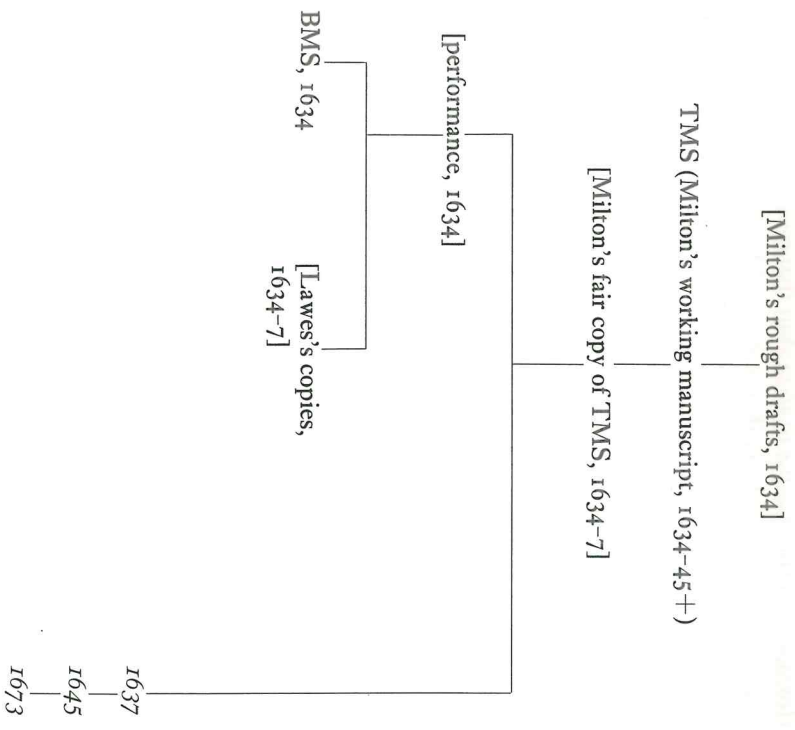 [Milton's rough drafts, 1634]
TMS (Milton's working manuscript, 1634–45+)
[Milton's fair copy of TMS, 1634–7]
[performance, 1634]
BMS, 1634
[Lawes's copies,
1634–7]
1637
1645
1673